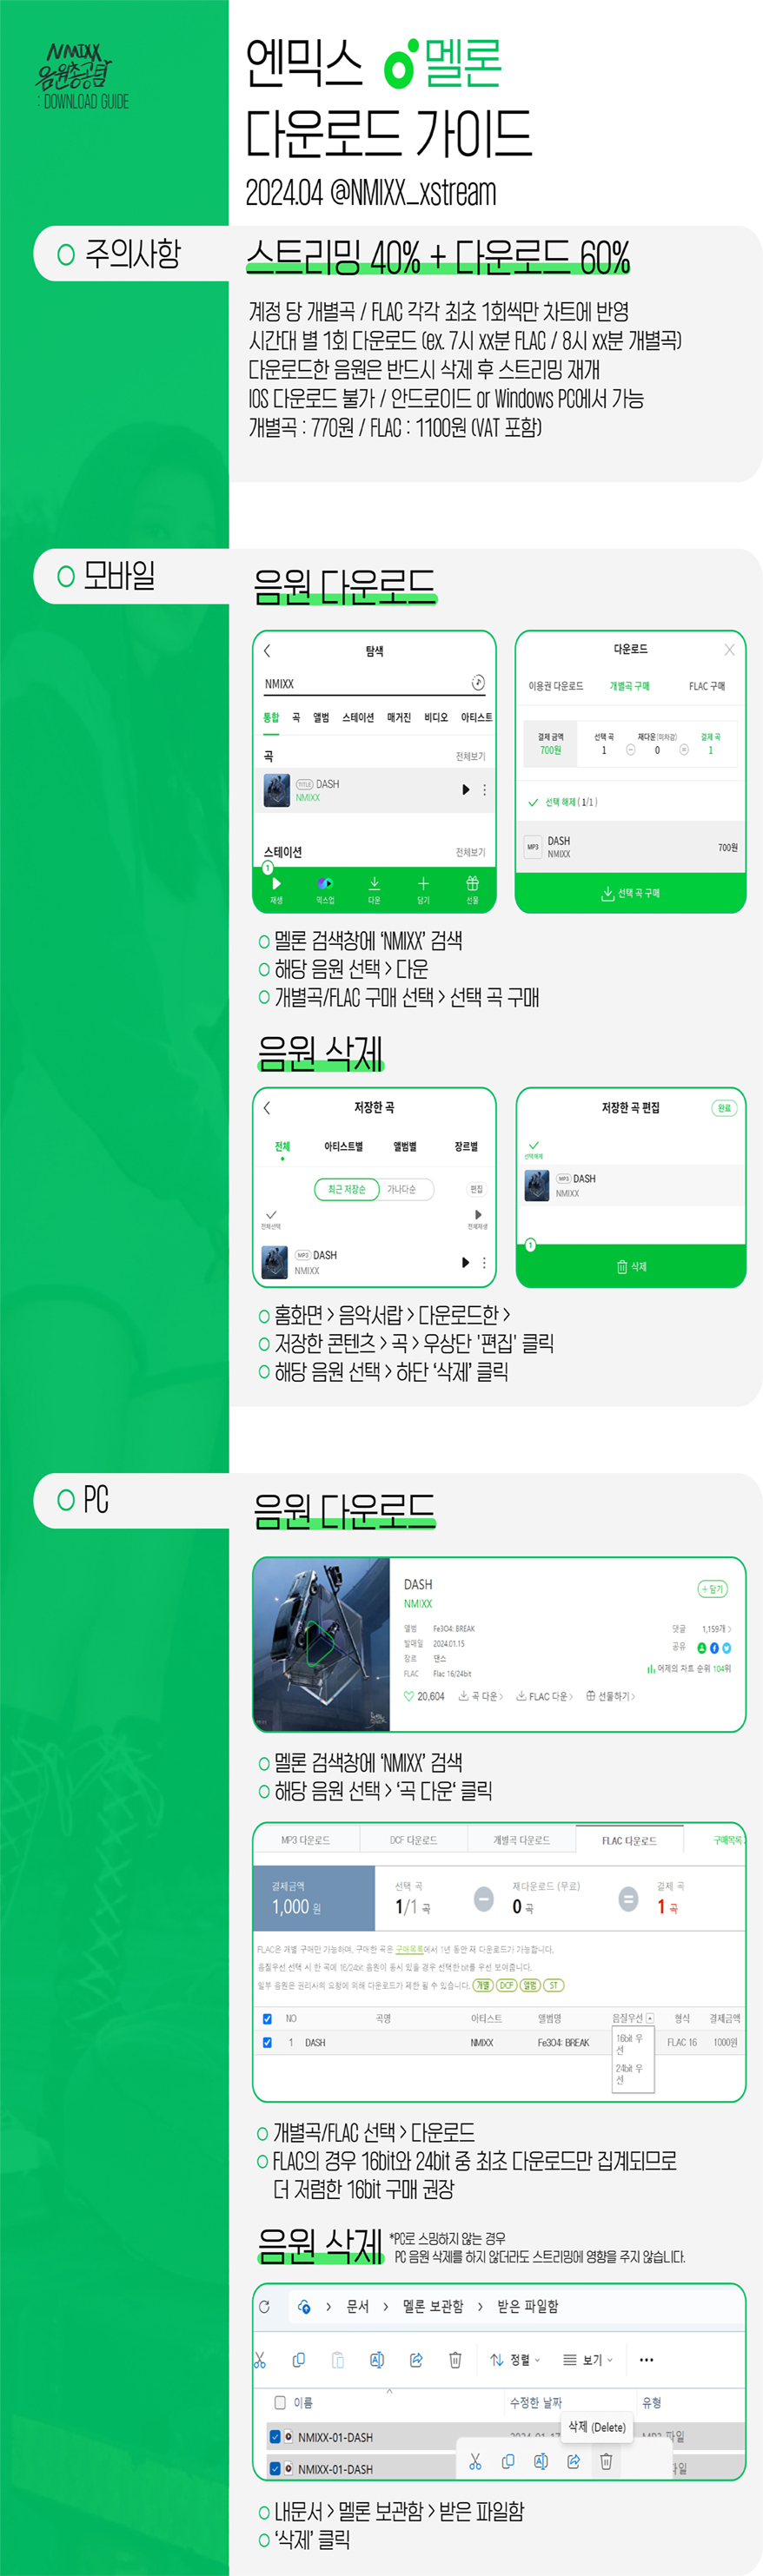 NMIXX
음원총공팀
: DOWNLOAD GUIDE
엔믹스 멜론
다운로드 가이드
2024.04 @NMIXX_xstream
주의사항
스트리밍 40% + 다운로드 60%
계정 당 개별곡 / FLAC 각각 최초 1회씩만 차트에 반영
시간대 별 1회 다운로드 (ex. 7시 xx분 FLAC / 8시 xx분 개별곡)
다운로드한 음원은 반드시 삭제 후 스트리밍 재개
IOS 다운로드 불가 / 안드로이드 or Windows PC에서 가능
개별곡 : 770원 / FLAC : 1100원 (VAT 포함)
모바일
음원 다운로드
탐색
NMIXX
통합 곡 앨범 스테이션 매거진 비디오 아티스트
곡 전체보기
TITLE DASH
NMIXX
스테이션 전체보기
1
재생 믹스업 다운 담기 선물
다운로드
이용권 다운로드 개별곡 구매 FLAC 구매
결제 금액 선택 곡 재다운(미차감) 결제 곡
700원 1 0 1
선택 해제 ( 1/1 )
MP3 DASH 700원
NMIXX
선택 곡 구매
멜론 검색창에 ‘NMIXX’ 검색
해당 음원 선택 > 다운
개별곡/FLAC 구매 선택 > 선택 곡 구매
음원 삭제
저장한 곡
전체 아티스트별 앨범별 장르별
최근 저장순 가나다순 편집
전체선택 전체재생
MP3 DASH
NMIXX
저장한 곡 편집 완료
선택해제
MP3 DASH
NMIXX
1
삭제
홈화면 > 음악서랍 > 다운로드한 >
저장한 콘텐츠 > 곡 > 우상단 '편집' 클릭
해당 음원 선택 > 하단 ‘삭제’ 클릭
PC
음원 다운로드
DASH + 담기
NMIXX
앨범 Fe3O4: BREAK 댓글 1,159개 >
발매일 2024.01.15 공유
장르 댄스
FLAC Flac 16/24bit 어제의 차트 순위 104위
20,604 곡 다운 > FLAC 다운 > 선물하기 >
멜론 검색창에 ‘NMIXX’ 검색
해당 음원 선택 > ‘곡 다운‘ 클릭
MP3 다운로드 DCF 다운로드 개별곡 다운로드 FLAC 다운로드 구매목록
결제금액 선택 곡 재다운로드 (무료) 결제 곡
1,000 원 1/1 곡 0 곡 1 곡
FLAC은 개별 구매만 가능하며, 구매한 곡은 구매목록에서 1년 동안 재 다운로드가 가능합니다.
음질우선 선택 시 한 곡에 16/24bit 음원이 동시 있을 경우 선택한 bit를 우선 보여줍니다.
일부 음원은 권리사의 요청에 의해 다운로드가 제한 될 수 있습니다. 개별 DCF 앨범 ST
NO 곡명 아티스트 앨범명 음질우선 형식 결제금액
1 DASH NMIXX Fe3O4: BREAK FLAC 16 1000원
16bit 우
선
24bit 우
선
개별곡/FLAC 선택 > 다운로드
FLAC의 경우 16bit와 24bit 중 최초 다운로드만 집계되므로
더 저렴한 16bit 구매 권장
음원 삭제
*PC로 스밍하지 않는 경우
PC 음원 삭제를 하지 않더라도 스트리밍에 영향을 주지 않습니다.
문서 > 멜론 보관함 > 받은 파일함
정렬 보기 •••
이름 수정한 날짜 유형
NMIXX-01-DASH 파일
삭제 (Delete)
NMIXX-01-DASH 파일
내문서 > 멜론 보관함 > 받은 파일함
‘삭제’ 클릭